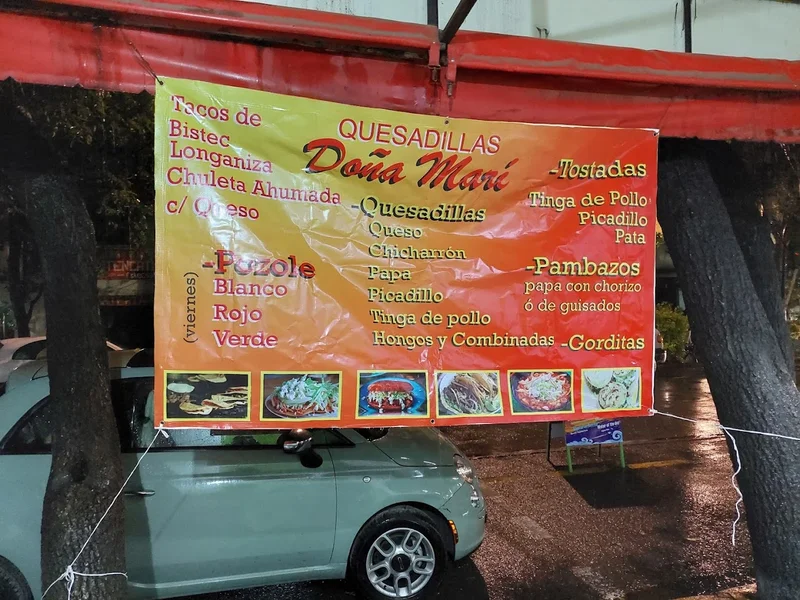 Tacos de
Bistec
Longaniza
Chuleta Ahumada
c/ Queso
-Pozole
(viernes)
Blanco
Rojo
Verde
QUESADILLAS
Doña Marí
-Quesadillas
Queso
Chicharrón
Papa
Picadillo
Tinga de pollo
Hongos y Combinadas
-Tostadas
Tinga de Pollo
Picadillo
Pata
-Pambazos
papa con chorizo
ó de guisados
-Gorditas